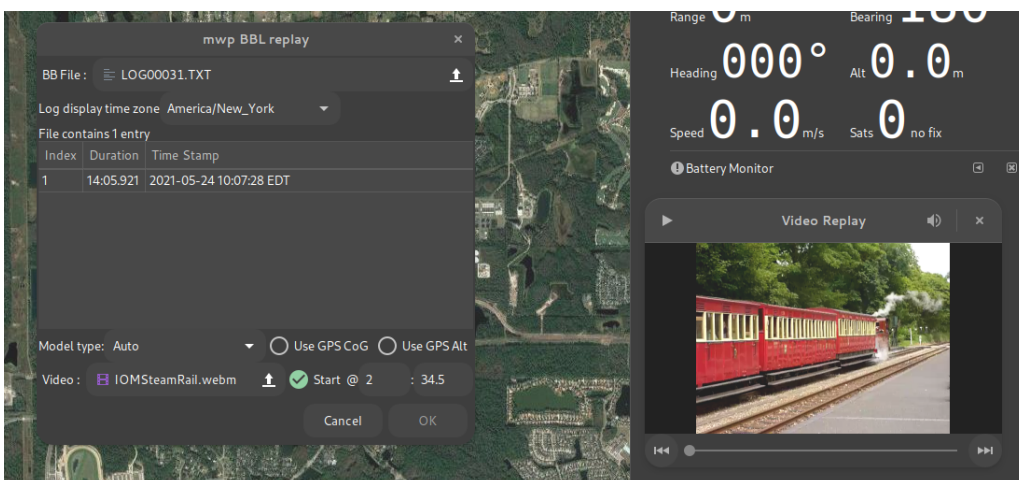 mwp BBL replay ×
BB File : LOG00031.TXT
Log display time zone America/New_York
File contains 1 entry
Index Duration Time Stamp
1 14:05.921 2021-05-24 10:07:28 EDT
Model type: Auto Use GPS CoG Use GPS Alt
Video : IOMSteamRail.webm Start @ 2 : 34.5
Cancel OK
Range 0 m Bearing 180
Heading 000° Alt 0.0 m
Speed 0.0 m/s Sats 0 no fix
Battery Monitor
Video Replay ×